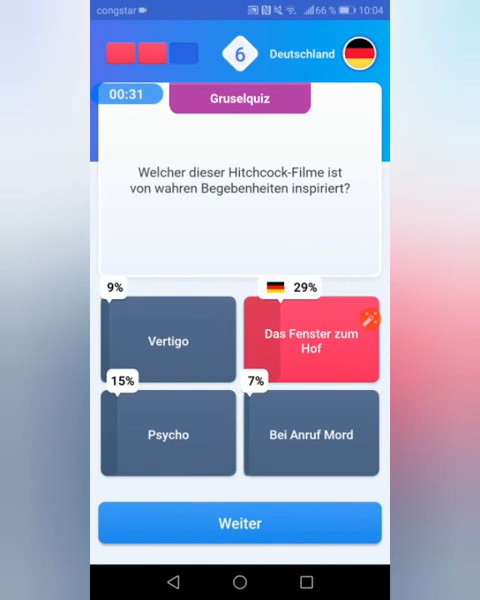 congstar 66 % 10:04
6 Deutschland
00:31
Gruselquiz
Welcher dieser Hitchcock-Filme ist
von wahren Begebenheiten inspiriert?
9% 29%
Vertigo
Das Fenster zum
Hof
15% 7%
Psycho
Bei Anruf Mord
Weiter